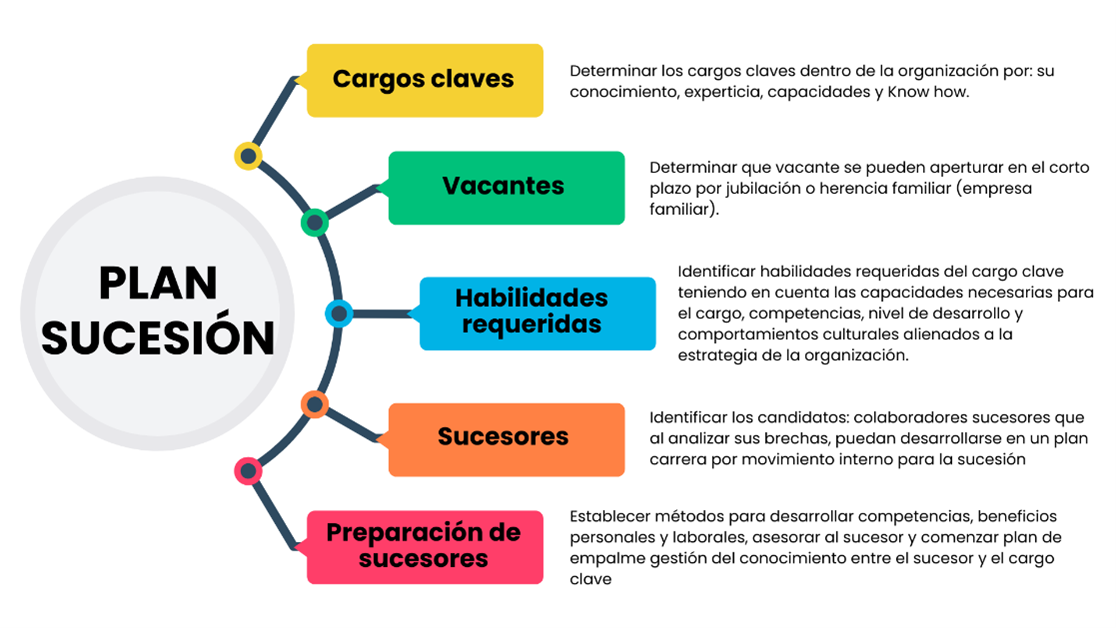 PLAN
SUCESIÓN
Cargos claves
Determinar los cargos claves dentro de la organización por: su
conocimiento, experticia, capacidades y Know how.
Vacantes
Determinar que vacante se pueden aperturar en el corto
plazo por jubilación o herencia familiar (empresa
familiar).
Habilidades
requeridas
Identificar habilidades requeridas del cargo clave
teniendo en cuenta las capacidades necesarias para
el cargo, competencias, nivel de desarrollo y
comportamientos culturales alienados a la
estrategia de la organización.
Sucesores
Identificar los candidatos: colaboradores sucesores que
al analizar sus brechas, puedan desarrollarse en un plan
carrera por movimiento interno para la sucesión
Preparación de
sucesores
Establecer métodos para desarrollar competencias, beneficios
personales y laborales, asesorar al sucesor y comenzar plan de
empalme gestión del conocimiento entre el sucesor y el cargo
clave